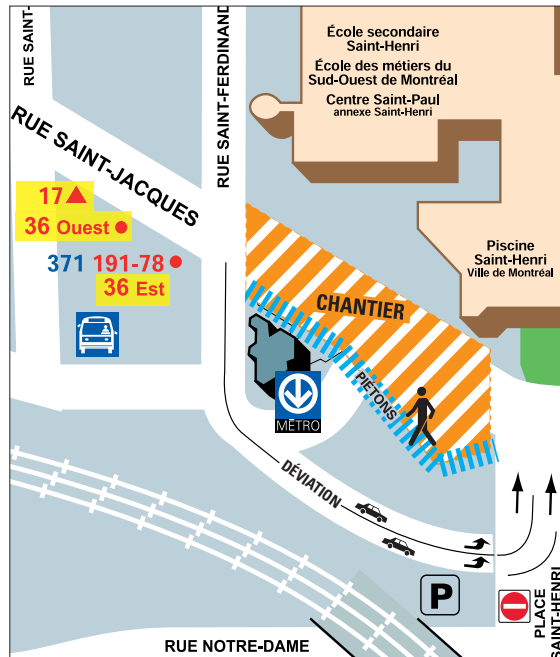 RUE SAINT-
RUE SAINT-FERDINAND
École secondaire
Saint-Henri
École des métiers du
Sud-Ouest de Montréal
Centre Saint-Paul
annexe Saint-Henri
RUE SAINT-JACQUES
17
36 Ouest
371 191-78
36 Est
Piscine
Saint-Henri
Ville de Montréal
CHANTIER
PIÉTONS
MÉTRO
DÉVIATION
P
PLACE
SAINT-HENRI
RUE NOTRE-DAME